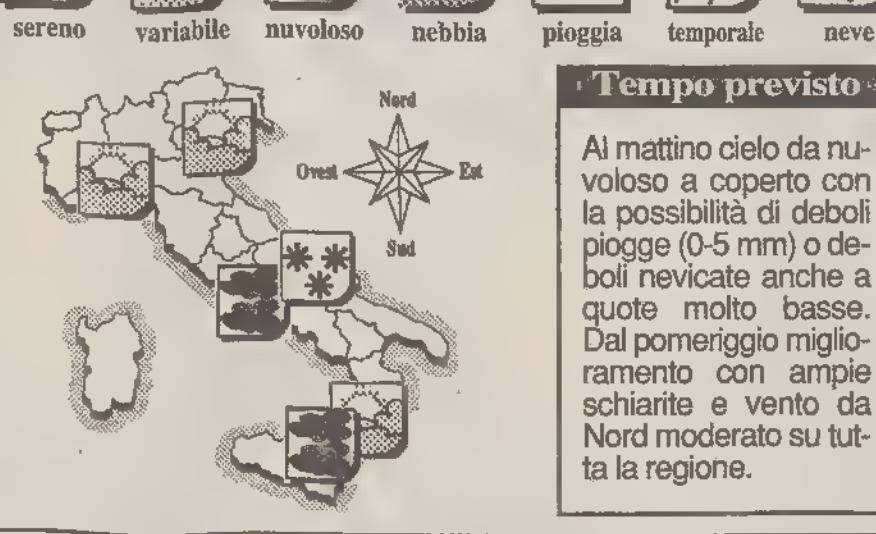 sereno variabile nuvoloso nebbia pioggia temporale neve
Nord
Ovest Est
Sud
Tempo previsto
Al mattino cielo da nu-
voloso a coperto con
la possibilità di deboli
piogge (0-5 mm) o de-
boli nevicate anche a
quote molto basse.
Dal pomeriggio miglio-
ramento con ampie
schiarite e vento da
Nord moderato su tut-
ta la regione.